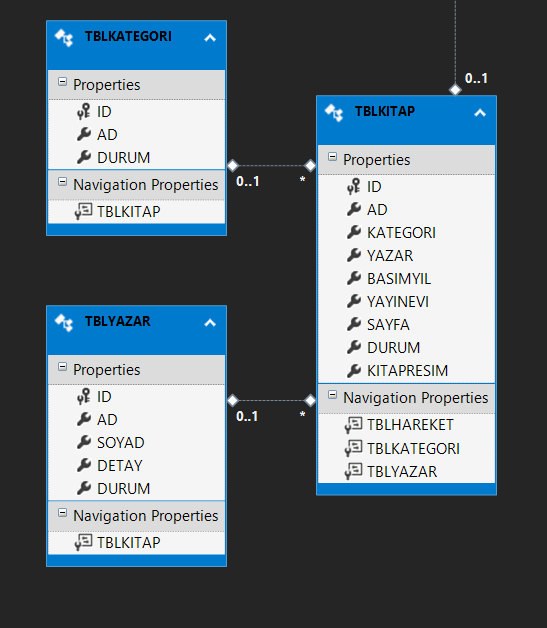 TBLKATEGORI
Properties
ID
AD
DURUM
Navigation Properties
TBLKITAP
0..1
*
0..1
TBLKITAP
Properties
ID
AD
KATEGORI
YAZAR
BASIMYIL
YAYINEVI
SAYFA
DURUM
KITAPRESIM
Navigation Properties
TBLHAREKET
TBLKATEGORI
TBLYAZAR
TBLYAZAR
Properties
ID
AD
SOYAD
DETAY
DURUM
Navigation Properties
TBLKITAP
0..1
*